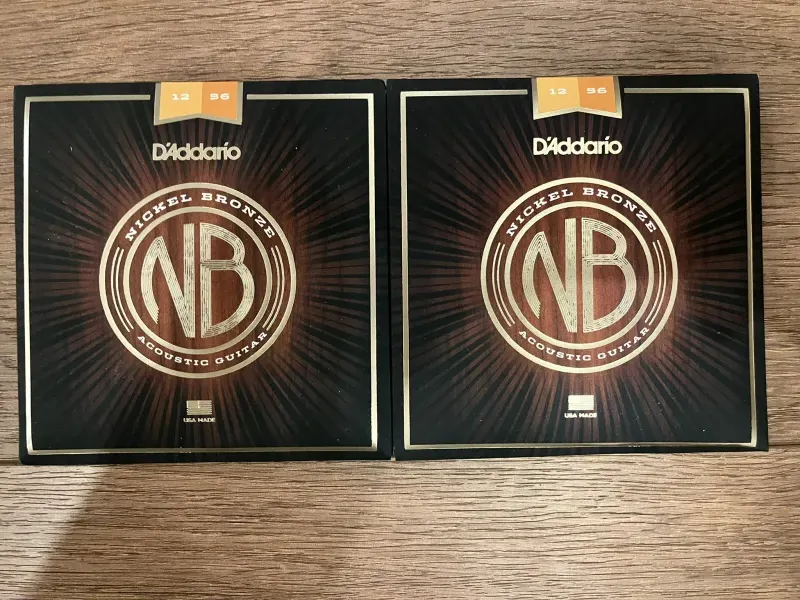 12 56
D'Addario
NICKEL BRONZE
NB
ACOUSTIC GUITAR
USA MADE
12 56
D'Addario
NICKEL BRONZE
NB
ACOUSTIC GUITAR
USA MADE